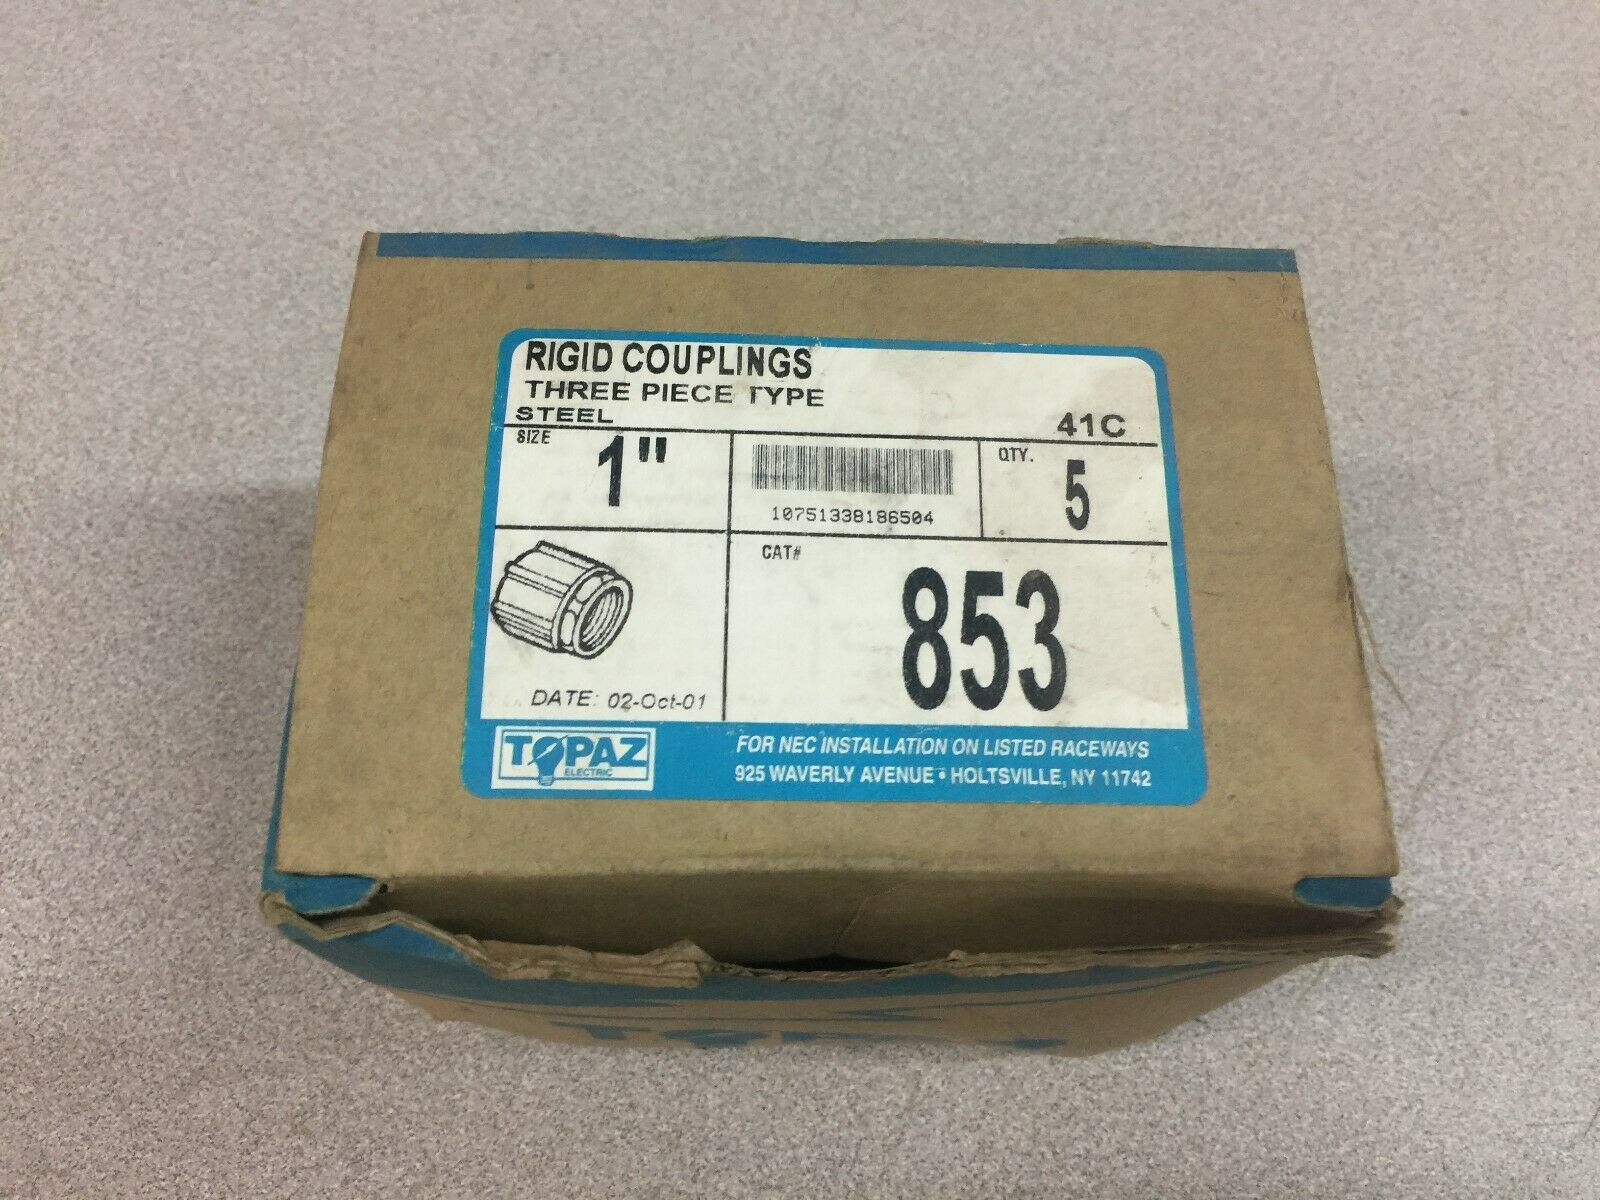 RIGID COUPLINGS
THREE PIECE TYPE
STEEL 41C
SIZE 1"
10751338186504
QTY. 5
CAT#
853
DATE: 02-Oct-01
TOPAZ
ELECTRIC
FOR NEC INSTALLATION ON LISTED RACEWAYS
925 WAVERLY AVENUE • HOLTSVILLE, NY 11742